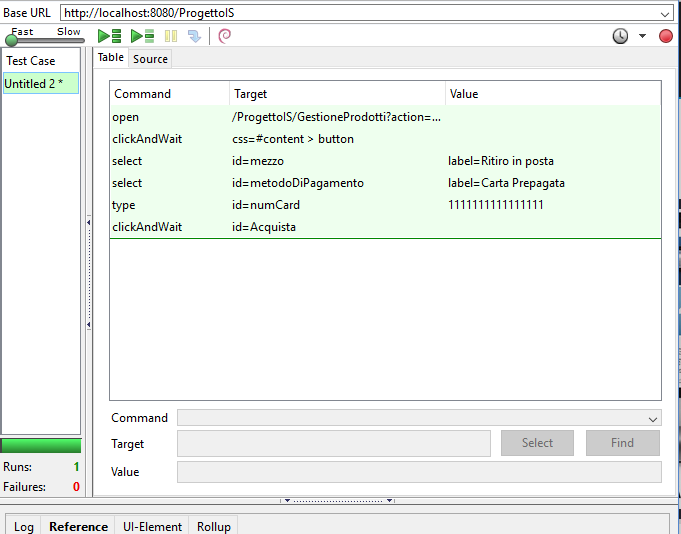 Base URL http://localhost:8080/ProgettoIS
Fast Slow
Test Case
Untitled 2 *
Table Source
Command Target Value
open /ProgettoIS/GestioneProdotti?action=...
clickAndWait css=#content > button
select id=mezzo label=Ritiro in posta
select id=metodoDiPagamento label=Carta Prepagata
type id=numCard 1111111111111111
clickAndWait id=Acquista
Command
Target Select Find
Value
Runs: 1
Failures: 0
Log Reference UI-Element Rollup